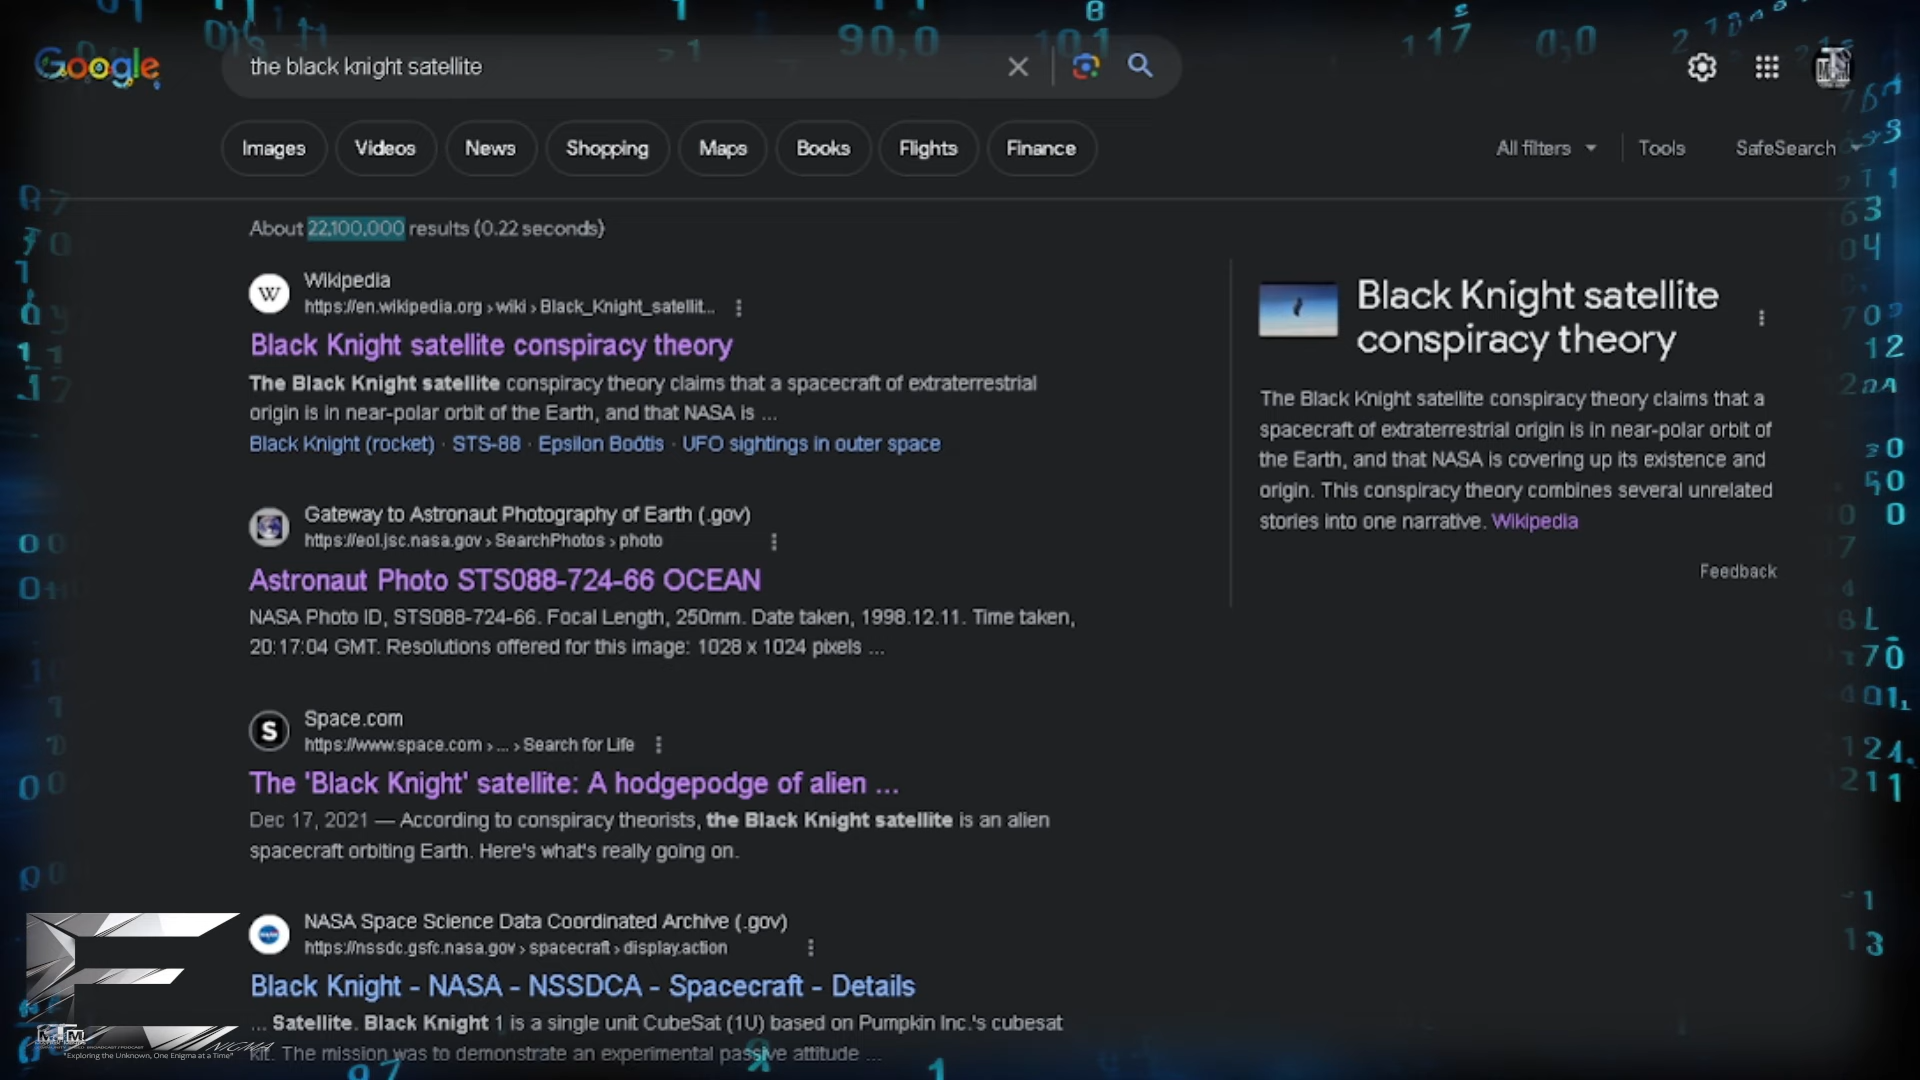 Google
the black knight satellite
Images
Videos
News
Shopping
Maps
Books
Flights
Finance
All filters
Tools
SafeSearch
About 22,100,000 results (0.22 seconds)
Wikipedia
https://en.wikipedia.org › wiki › Black_Knight_satellit...
Black Knight satellite conspiracy theory
The Black Knight satellite conspiracy theory claims that a spacecraft of extraterrestrial
origin is in near-polar orbit of the Earth, and that NASA is ...
Black Knight (rocket) · STS-88 · Epsilon Boötis · UFO sightings in outer space
Gateway to Astronaut Photography of Earth (.gov)
https://eol.jsc.nasa.gov › SearchPhotos › photo
Astronaut Photo STS088-724-66 OCEAN
NASA Photo ID, STS088-724-66. Focal Length, 250mm. Date taken, 1998.12.11. Time taken,
20:17:04 GMT. Resolutions offered for this image: 1028 x 1024 pixels ...
Space.com
https://www.space.com › ... › Search for Life
The 'Black Knight' satellite: A hodgepodge of alien ...
Dec 17, 2021 — According to conspiracy theorists, the Black Knight satellite is an alien
spacecraft orbiting Earth. Here's what's really going on.
NASA Space Science Data Coordinated Archive (.gov)
https://nssdc.gsfc.nasa.gov › spacecraft › display.action
Black Knight - NASA - NSSDCA - Spacecraft - Details
... Satellite. Black Knight 1 is a single unit CubeSat (1U) based on Pumpkin Inc.'s cubesat
kit. The mission was to demonstrate an experimental passive attitude ...
Black Knight satellite
conspiracy theory
The Black Knight satellite conspiracy theory claims that a
spacecraft of extraterrestrial origin is in near-polar orbit of
the Earth, and that NASA is covering up its existence and
origin. This conspiracy theory combines several unrelated
stories into one narrative. Wikipedia
Feedback
"Exploring the Unknown, One Enigma at a Time"